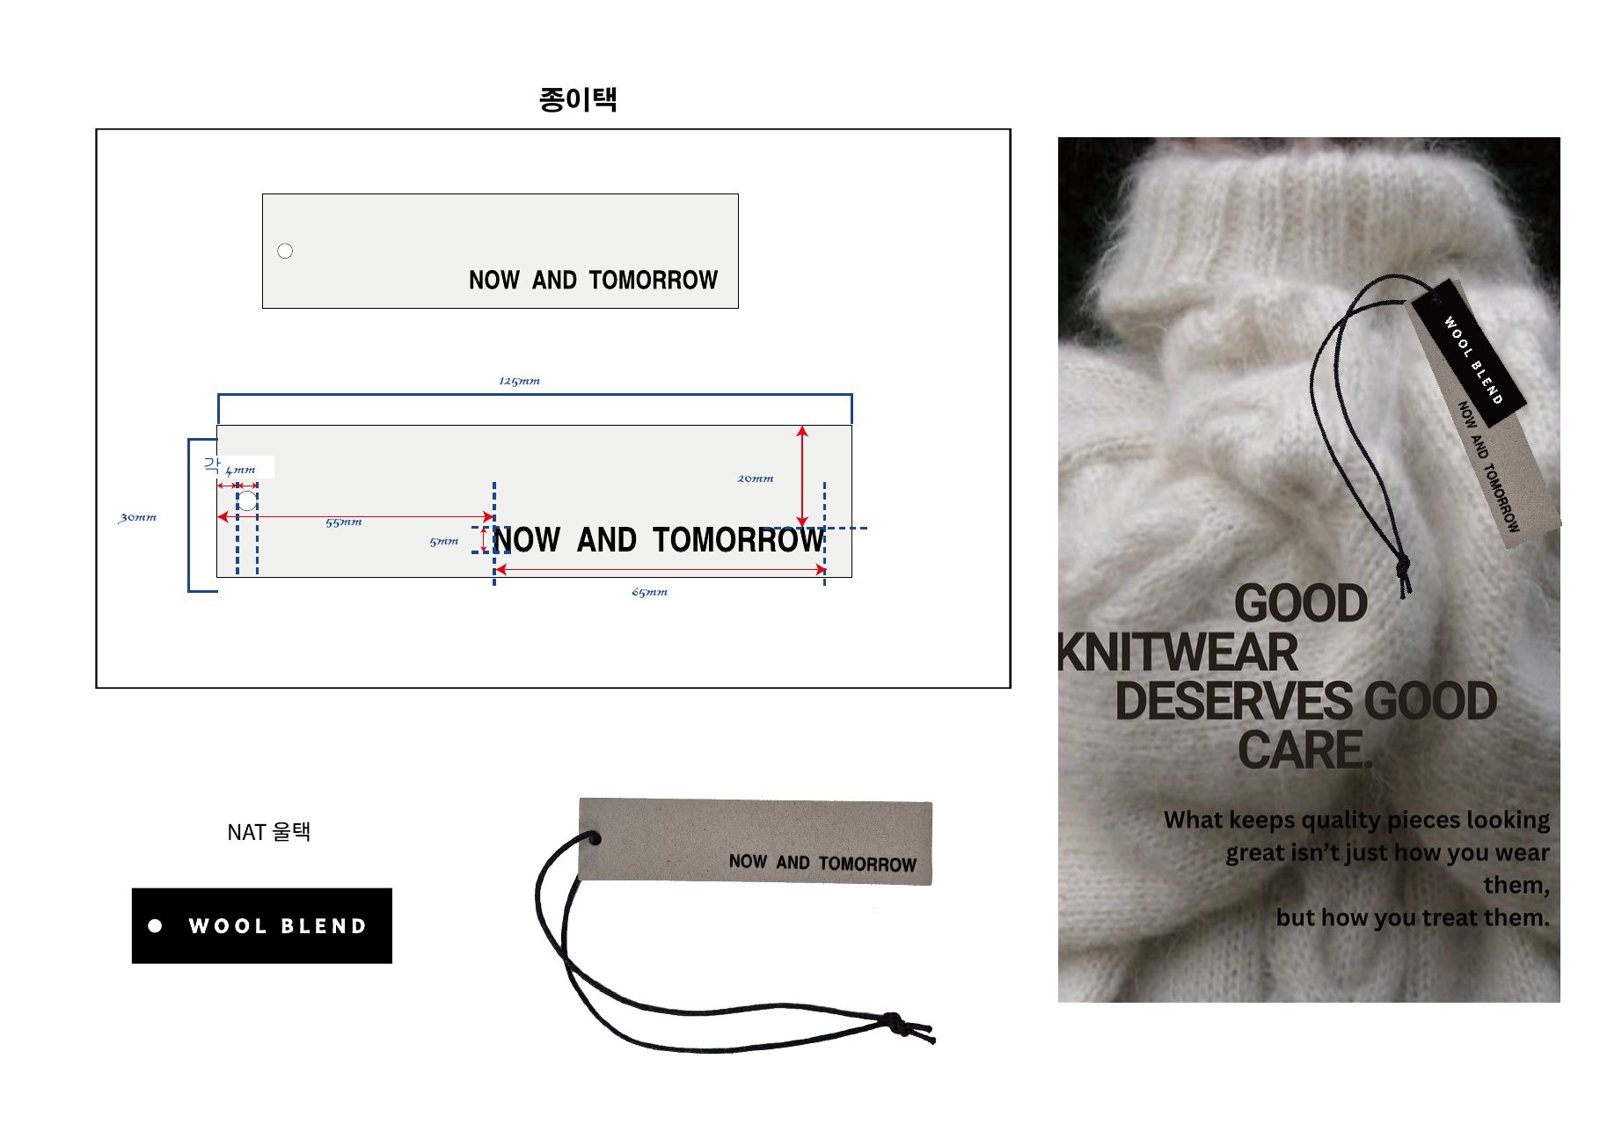 종이택
NOW AND TOMORROW
125mm
각
4mm
20mm
30mm
55mm
5mm
NOW AND TOMORROW
65mm
NAT 울택
WOOL BLEND
NOW AND TOMORROW
WOOL BLEND
NOW AND TOMORROW
GOOD
KNITWEAR
DESERVES GOOD
CARE.
What keeps quality pieces looking
great isn’t just how you wear
them,
but how you treat them.